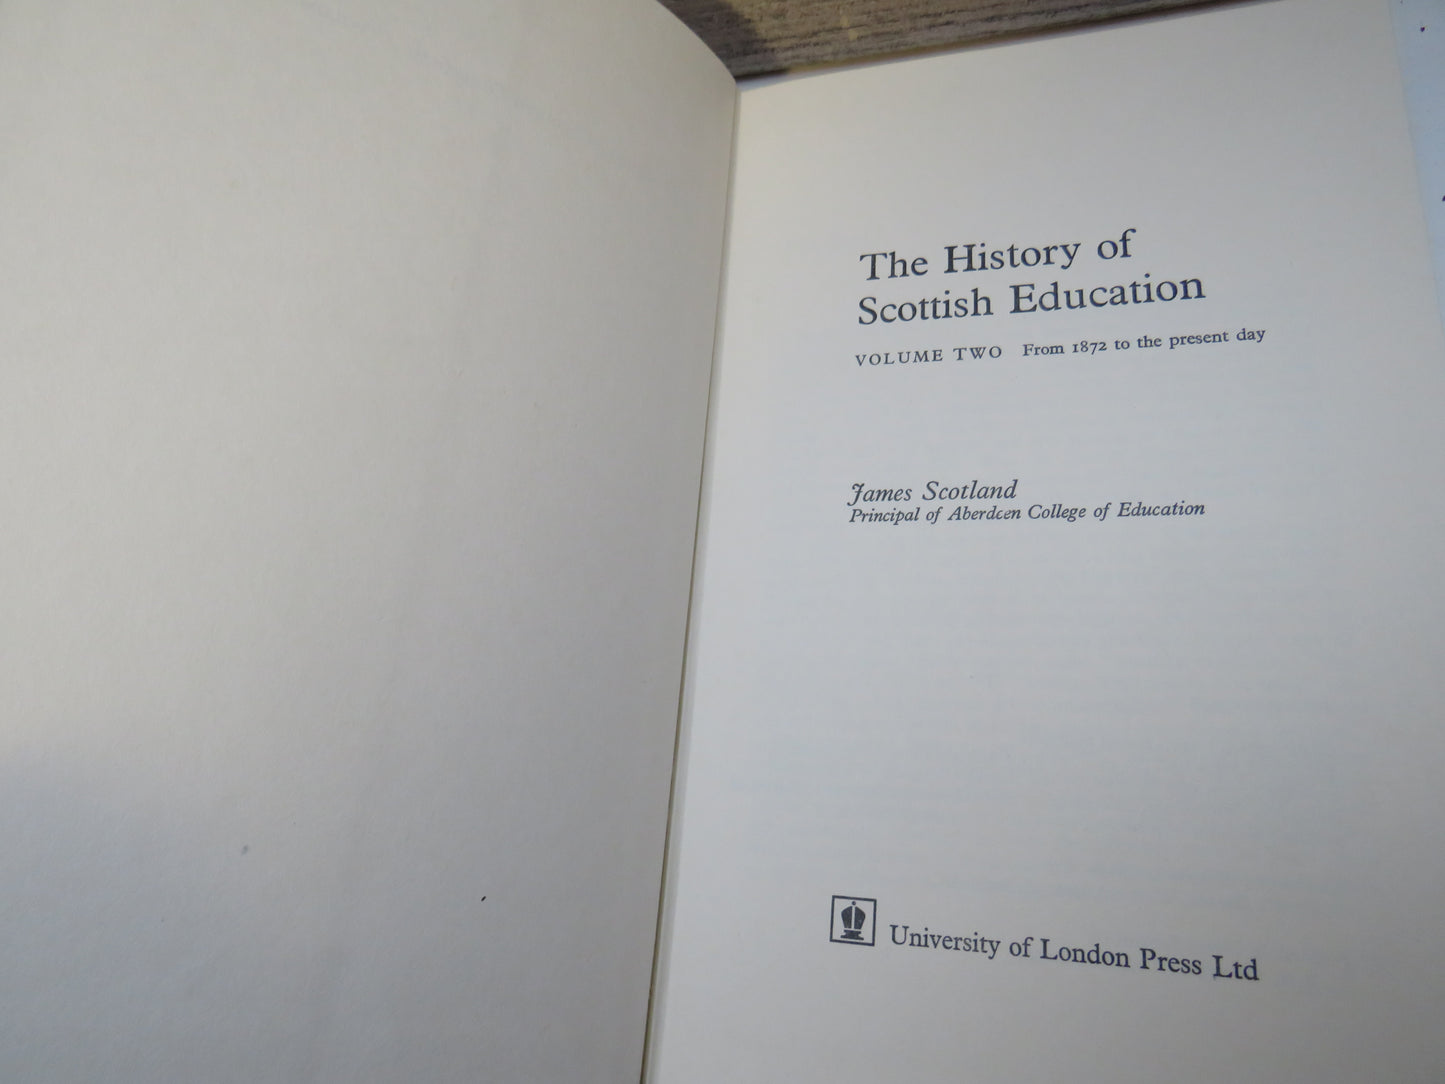 The History of
Scottish Education
VOLUME TWO From 1872 to the present day
James Scotland
Principal of Aberdeen College of Education
University of London Press Ltd